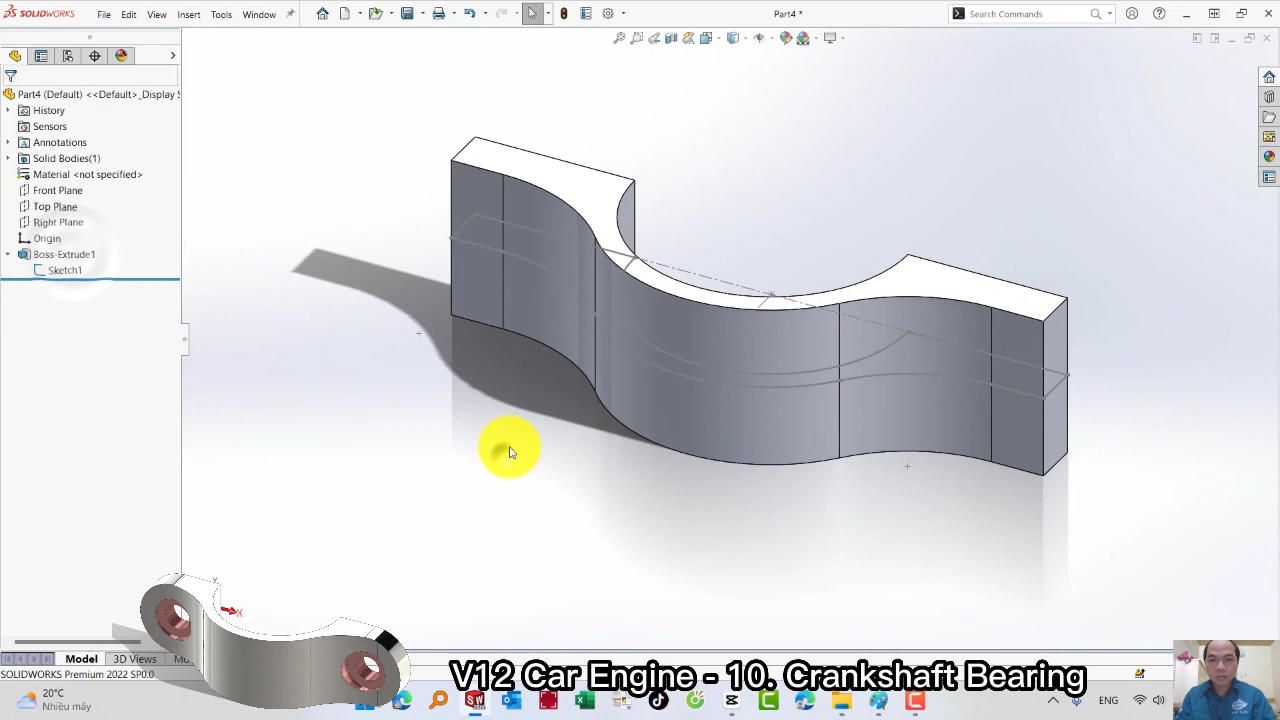 SOLIDWORKS
File
Edit
View
Insert
Tools
Window
Part4 *
Search Commands
Part4 (Default) <<Default>_Display S
History
Sensors
Annotations
Solid Bodies(1)
Material <not specified>
Front Plane
Top Plane
Right Plane
Origin
Boss-Extrude1
Sketch1
Y
X
Model
3D Views
Mo
SOLIDWORKS Premium 2022 SP0.0
V12 Car Engine - 10. Crankshaft Bearing
20°C
Nhiều mây
ENG